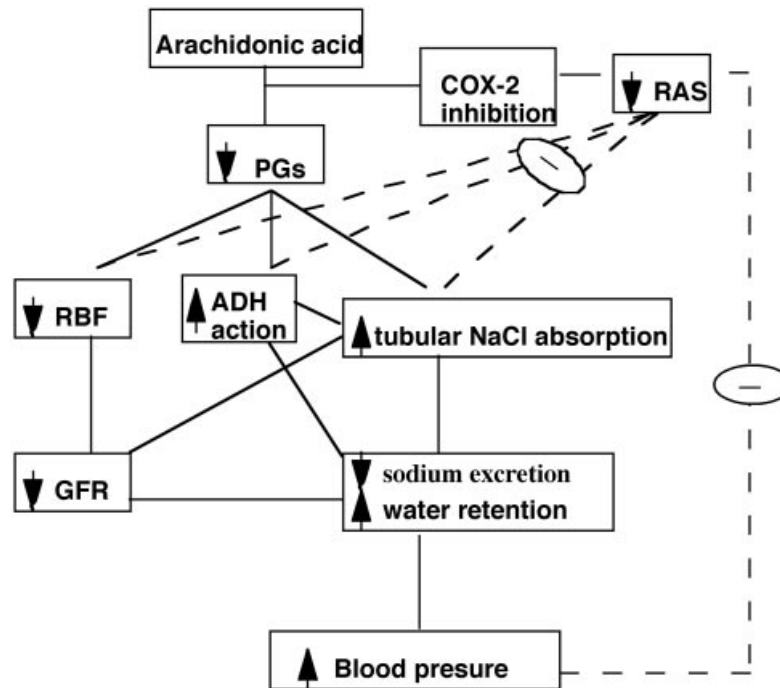 Arachidonic acid
COX-2
inhibition
RAS
PGs
RBF
ADH
action
tubular NaCl absorption
GFR
sodium excretion
water retention
Blood presure